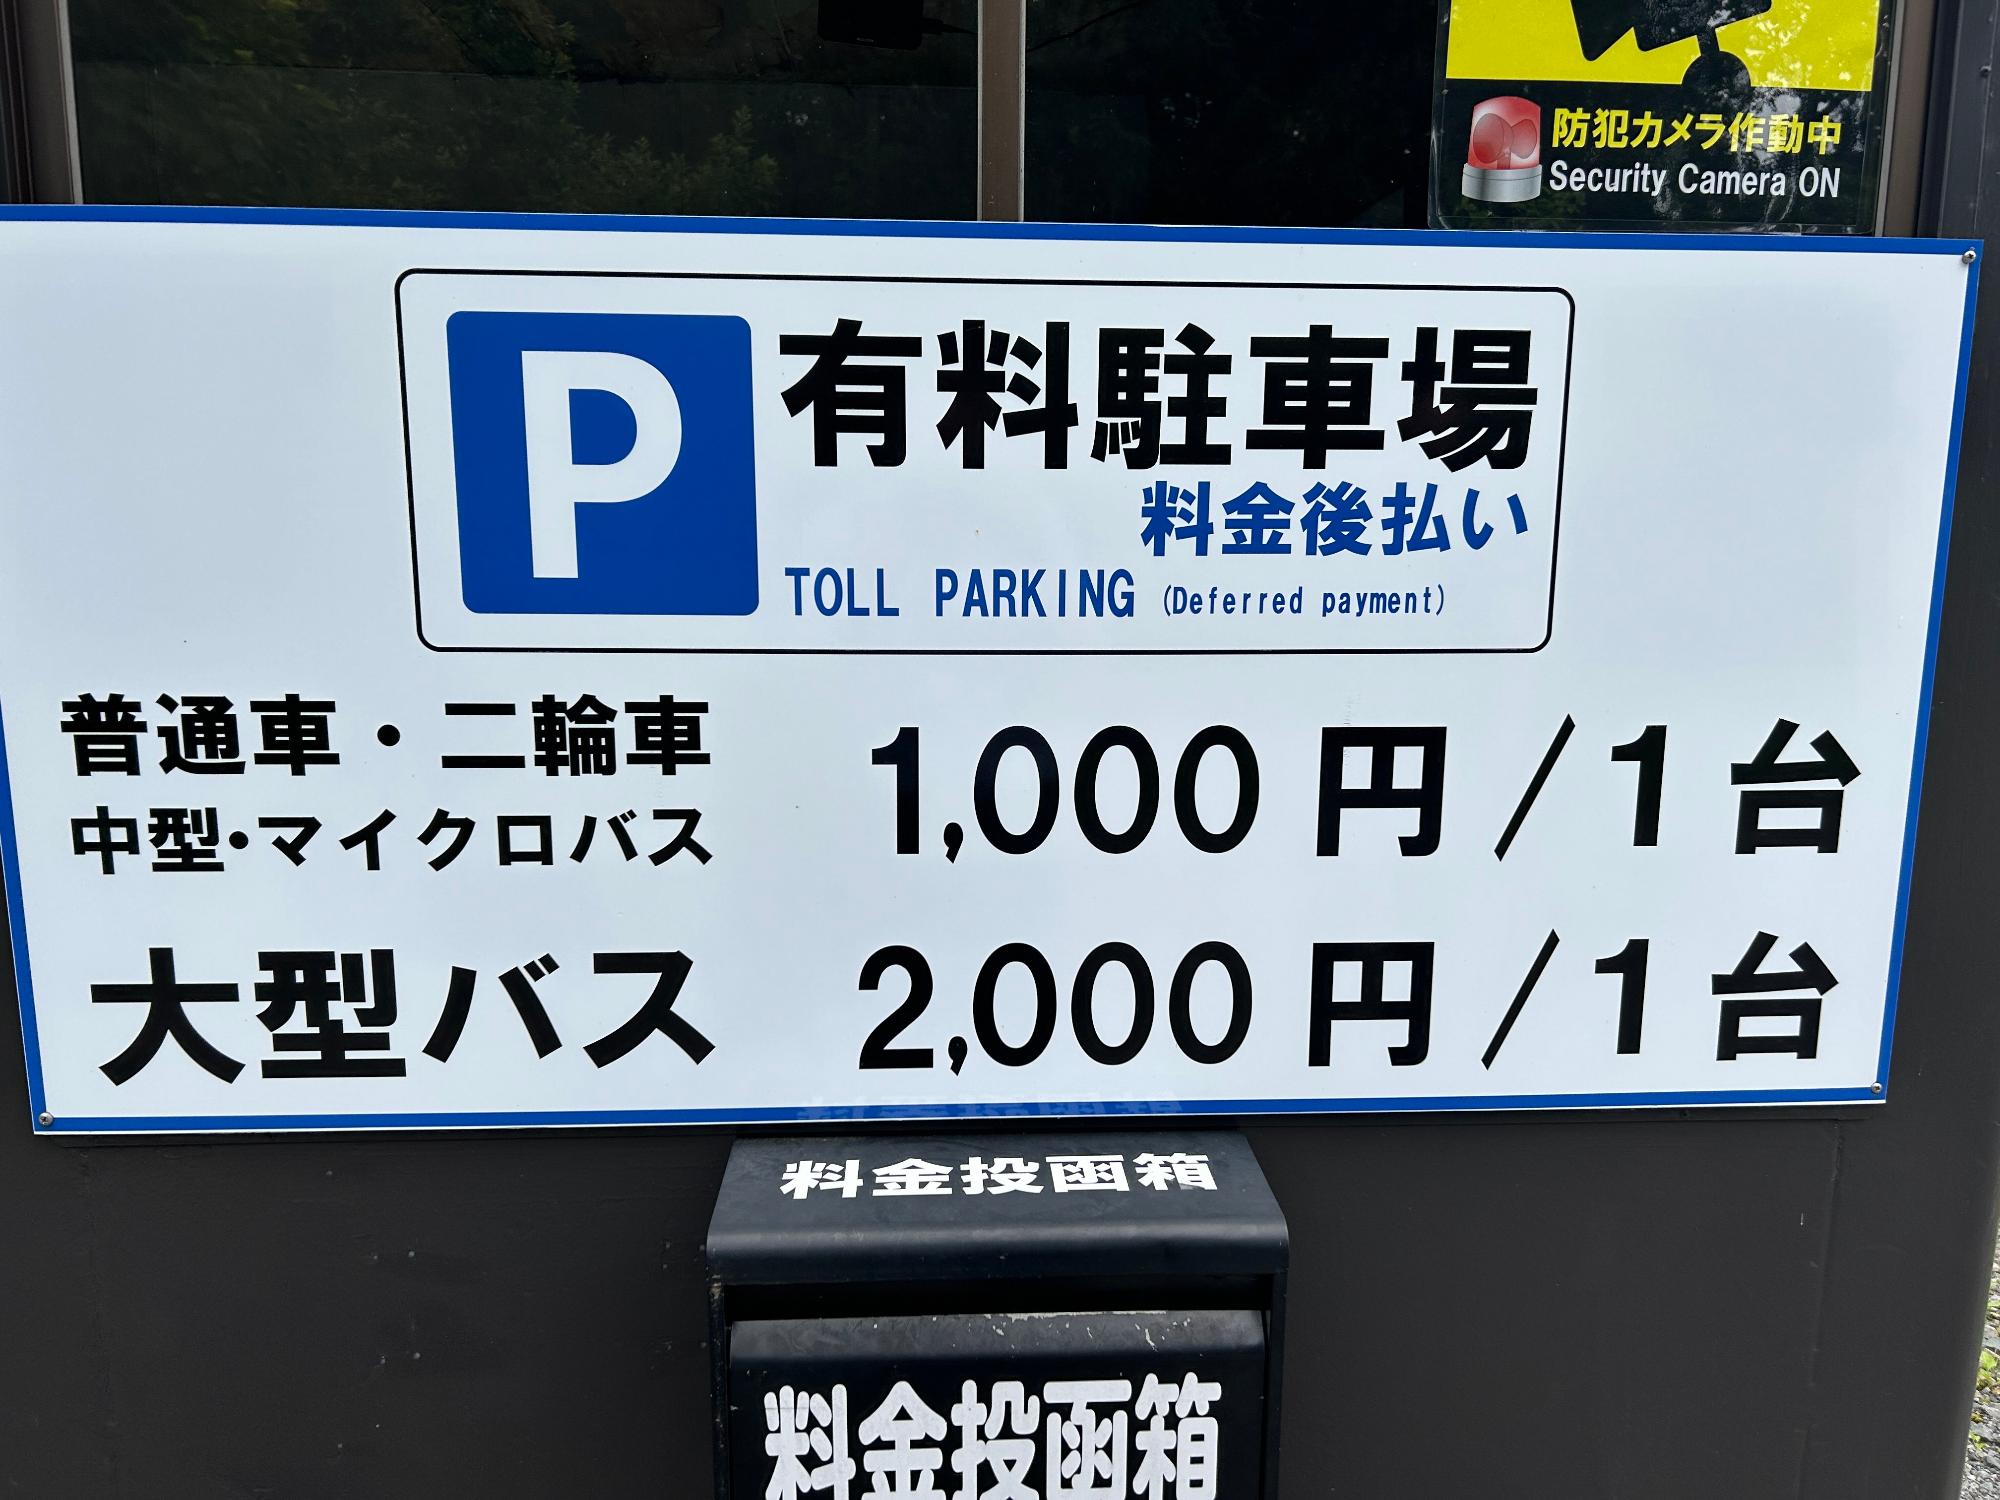 防犯カメラ作動中
Security Camera ON
P 有料駐車場
料金後払い
TOLL PARKING (Deferred payment)
普通車・二輪車
中型・マイクロバス
1,000円/1台
大型バス 2,000円/1台
料金投函箱
料金投函箱